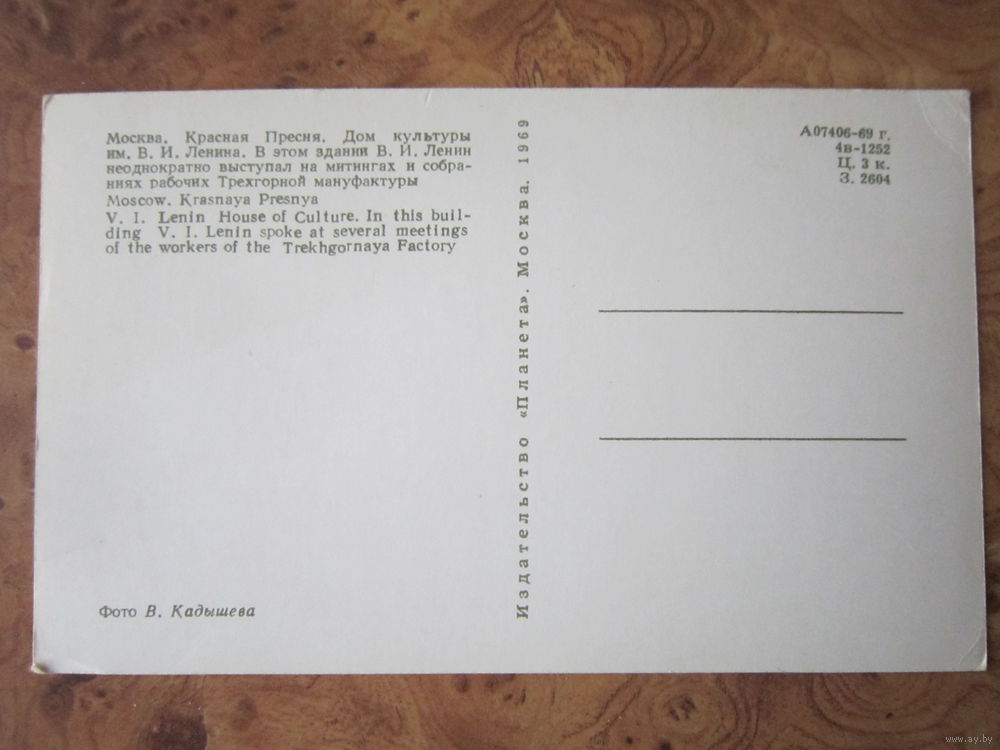 Москва. Красная Пресня. Дом культуры
им. В. И. Ленина. В этом здании В. И. Ленин
неоднократно выступал на митингах и собра-
ниях рабочих Трехгорной мануфактуры
Moscow. Krasnaya Presnya
V. I. Lenin House of Culture. In this buil-
ding V. I. Lenin spoke at several meetings
of the workers of the Trekhgornaya Factory
Фото В. Кадышева
Издательство «Планета». Москва. 1969
А07406-69 г.
4в-1252
Ц. 3 к.
З. 2604
www.ay.by